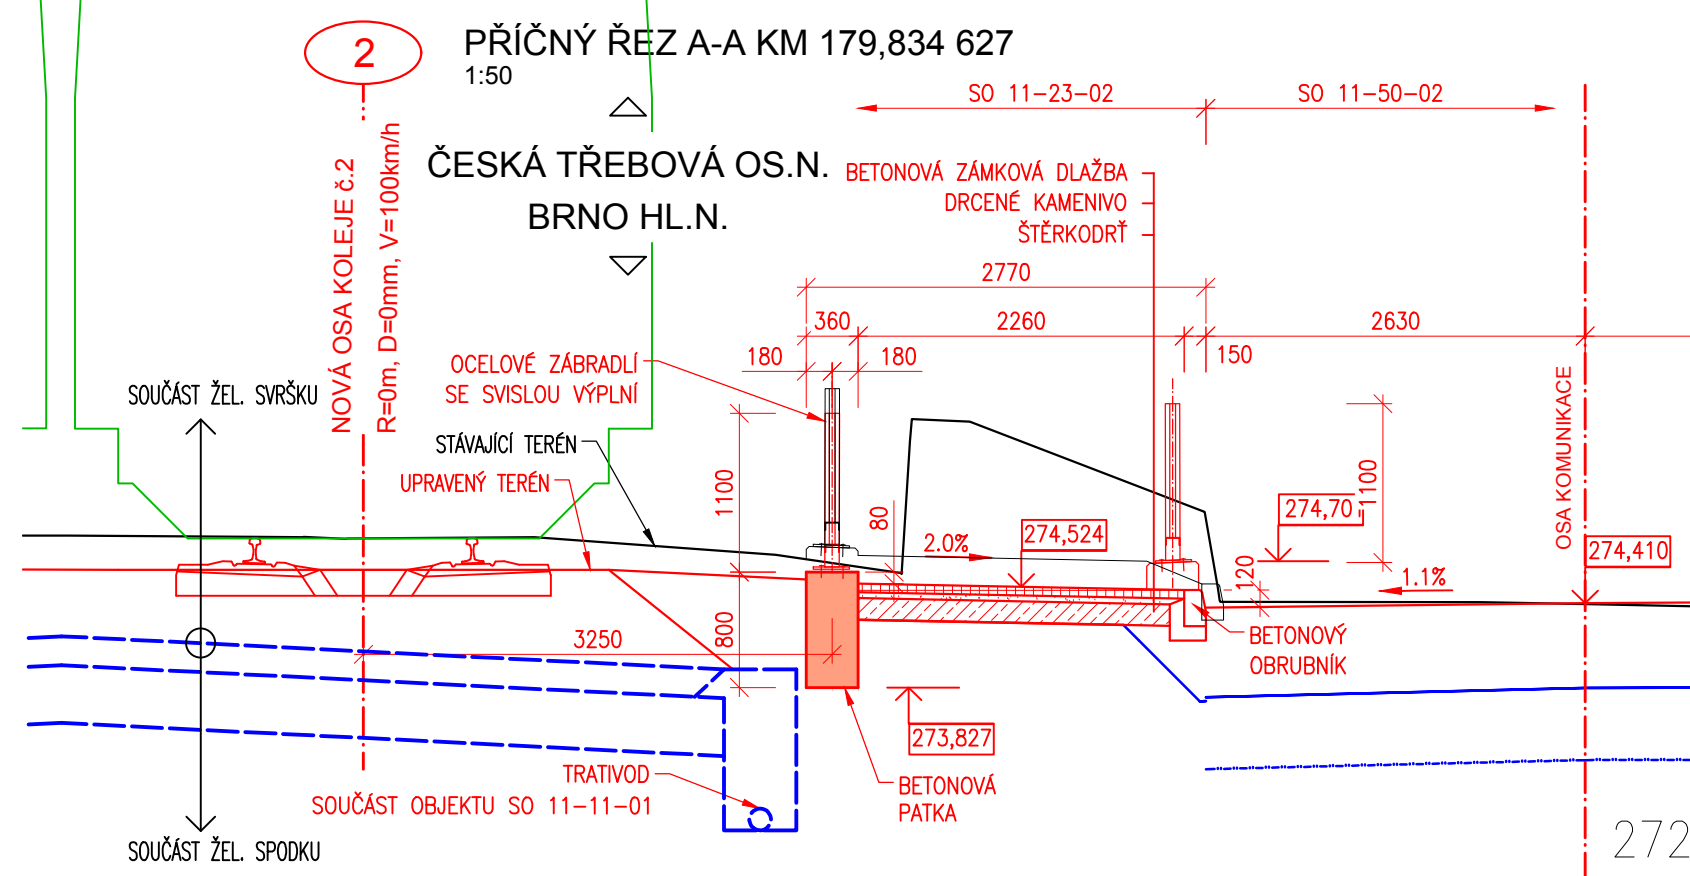 2
PŘÍČNÝ ŘEZ A-A KM 179,834 627
1:50
SO 11-23-02
SO 11-50-02
ČESKÁ TŘEBOVÁ OS.N.
BRNO HL.N.
NOVÁ OSA KOLEJE č.2
R=0m, D=0mm, V=100km/h
BETONOVÁ ZÁMKOVÁ DLAŽBA
DRCENÉ KAMENIVO
ŠTĚRKODRŤ
2770
360
2260
2630
180
180
150
OCELOVÉ ZÁBRADLÍ
SE SVISLOU VÝPLNÍ
SOUČÁST ŽEL. SVRŠKU
STÁVAJÍCÍ TERÉN
UPRAVENÝ TERÉN
OSA KOMUNIKACE
1100
80
1100
274,70
274,524
2.0%
274,410
120
1.1%
3250
800
BETONOVÝ
OBRUBNÍK
273,827
TRATIVOD
SOUČÁST OBJEKTU SO 11-11-01
BETONOVÁ
PATKA
SOUČÁST ŽEL. SPODKU
272